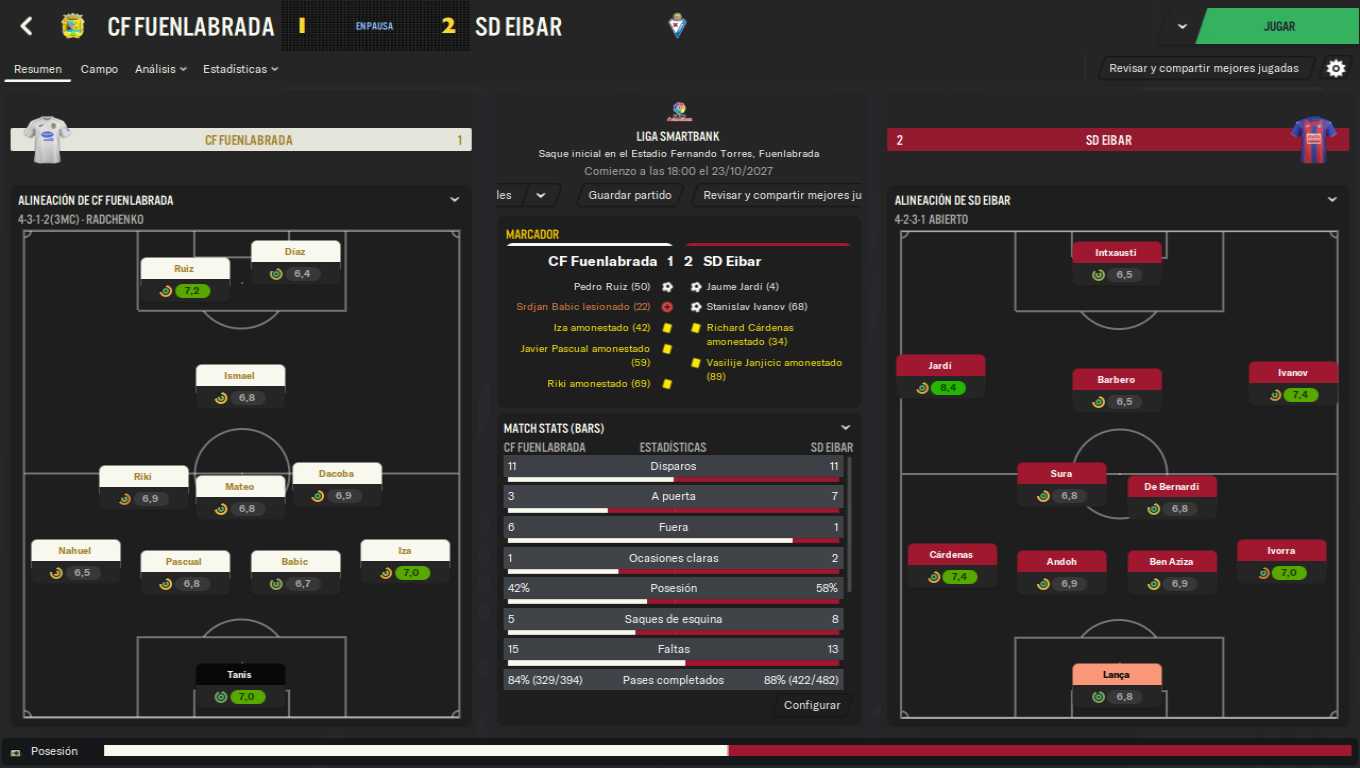 CF FUENLABRADA
1
EN PAUSA
2
SD EIBAR
JUGAR
Resumen
Campo
Análisis
Estadísticas
Revisar y compartir mejores jugadas
CF FUENLABRADA 1
ALINEACIÓN DE CF FUENLABRADA
4-3-1-2(3MC) - RADCHENKO
Díaz
6,4
Ruiz
7,2
Ismael
6,8
Dacoba
6,9
Riki
6,9
Mateo
6,8
Nahuel
6,5
Iza
7,0
Pascual
6,8
Babic
6,7
Tanis
7,0
LIGA SMARTBANK
Saque inicial en el Estadio Fernando Torres, Fuenlabrada
Comienzo a las 18:00 el 23/10/2027
les
Guardar partido
Revisar y compartir mejores ju
MARCADOR
CF Fuenlabrada 1 2 SD Eibar
Pedro Ruiz (50)
Jaume Jardí (4)
Srdjan Babic lesionado (22)
Stanislav Ivanov (68)
Iza amonestado (42)
Richard Cárdenas
amonestado (34)
Javier Pascual amonestado
(59)
Vasilije Janjicic amonestado
(89)
Riki amonestado (69)
MATCH STATS (BARS)
CF FUENLABRADA ESTADÍSTICAS SD EIBAR
11 Disparos 11
3 A puerta 7
6 Fuera 1
1 Ocasiones claras 2
42% Posesión 58%
5 Saques de esquina 8
15 Faltas 13
84% (329/394) Pases completados 88% (422/482)
Configurar
2 SD EIBAR
ALINEACIÓN DE SD EIBAR
4-2-3-1 ABIERTO
Intxausti
6,5
Jardí
8,4
Barbero
6,5
Ivanov
7,4
Sura
6,8
De Bernardi
6,8
Cárdenas
7,4
Andoh
6,9
Ben Aziza
6,9
Ivorra
7,0
Lança
6,8
Posesión